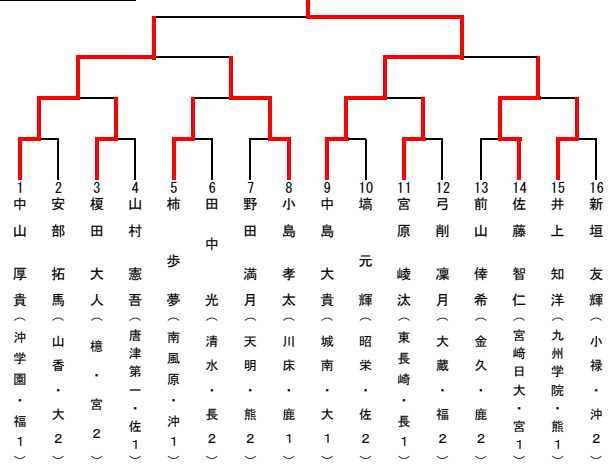 1 中山 厚貴（沖学園・福1）
2 安部 拓馬（山香・大2）
3 榎田 大人（檍・宮2）
4 山村 憲吾（唐津第一・佐1）
5 柿 歩夢（南風原・沖1）
6 田中 光（清水・長2）
7 野田 満月（天明・熊2）
8 小島 孝太（川床・鹿1）
9 中島 大貴（城南・大1）
10 塙 元輝（昭栄・佐2）
11 宮原 崚汰（東長崎・長1）
12 弓削 凜月（大蔵・福2）
13 前山 倖希（金久・鹿2）
14 佐藤 智仁（宮﨑日大・宮1）
15 井上 知洋（九州学院・熊1）
16 新垣 友輝（小禄・沖2）